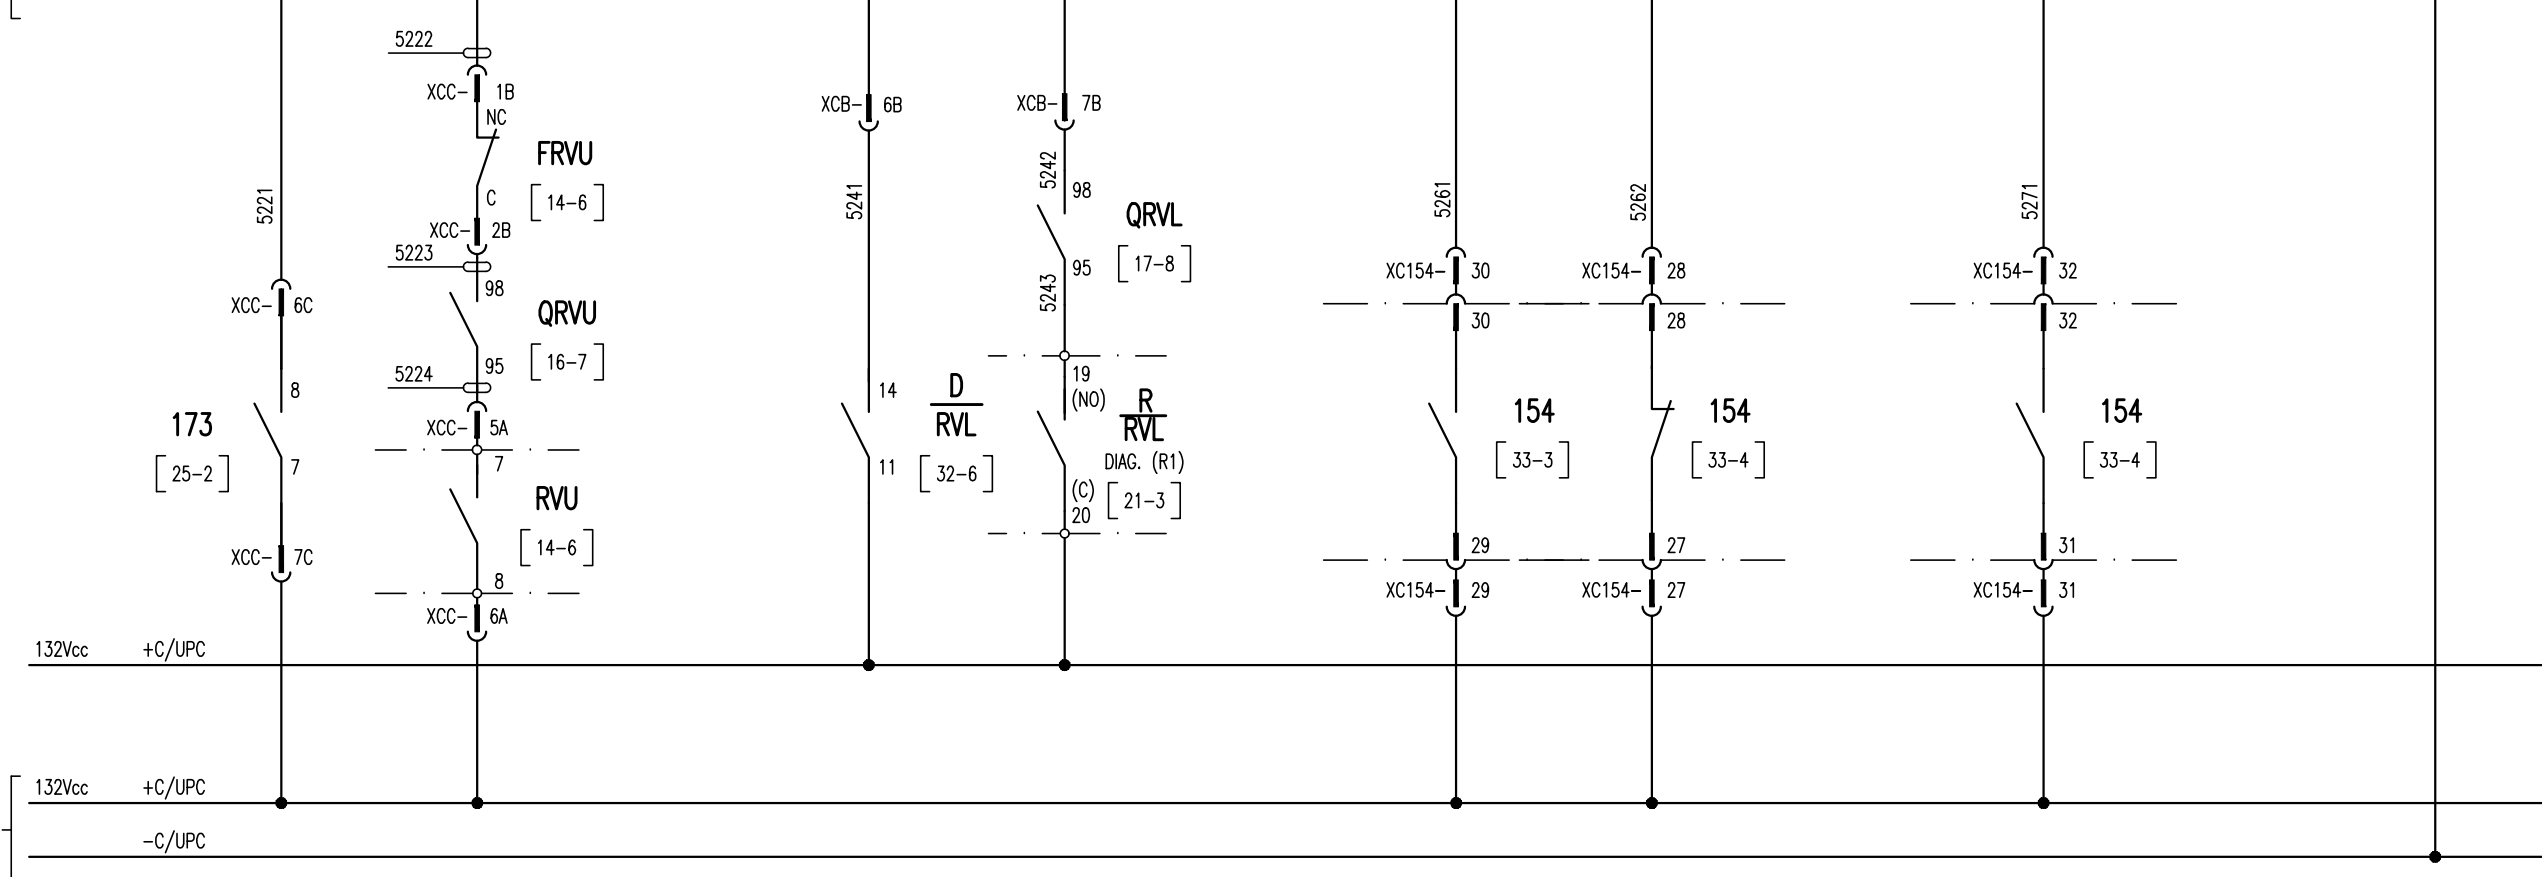 5221
XCC- 6C
8
173
[25-2]
7
XCC- 7C
5222
XCC- 1B
NC
FRVU
[14-6]
C
XCC- 2B
5223
98
QRVU
[16-7]
95
5224
XCC- 5A
7
RVU
[14-6]
8
XCC- 6A
XCB- 6B
5241
14
D
RVL
[32-6]
11
XCB- 7B
5242
98
QRVL
[17-8]
95
5243
19
(NO)
R
RVL
DIAG. (R1)
[21-3]
(C)
20
5261
XC154- 30
30
154
[33-3]
29
XC154- 29
5262
XC154- 28
28
154
[33-4]
27
XC154- 27
5271
XC154- 32
32
154
[33-4]
31
XC154- 31
132Vcc +C/UPC
132Vcc +C/UPC
-C/UPC